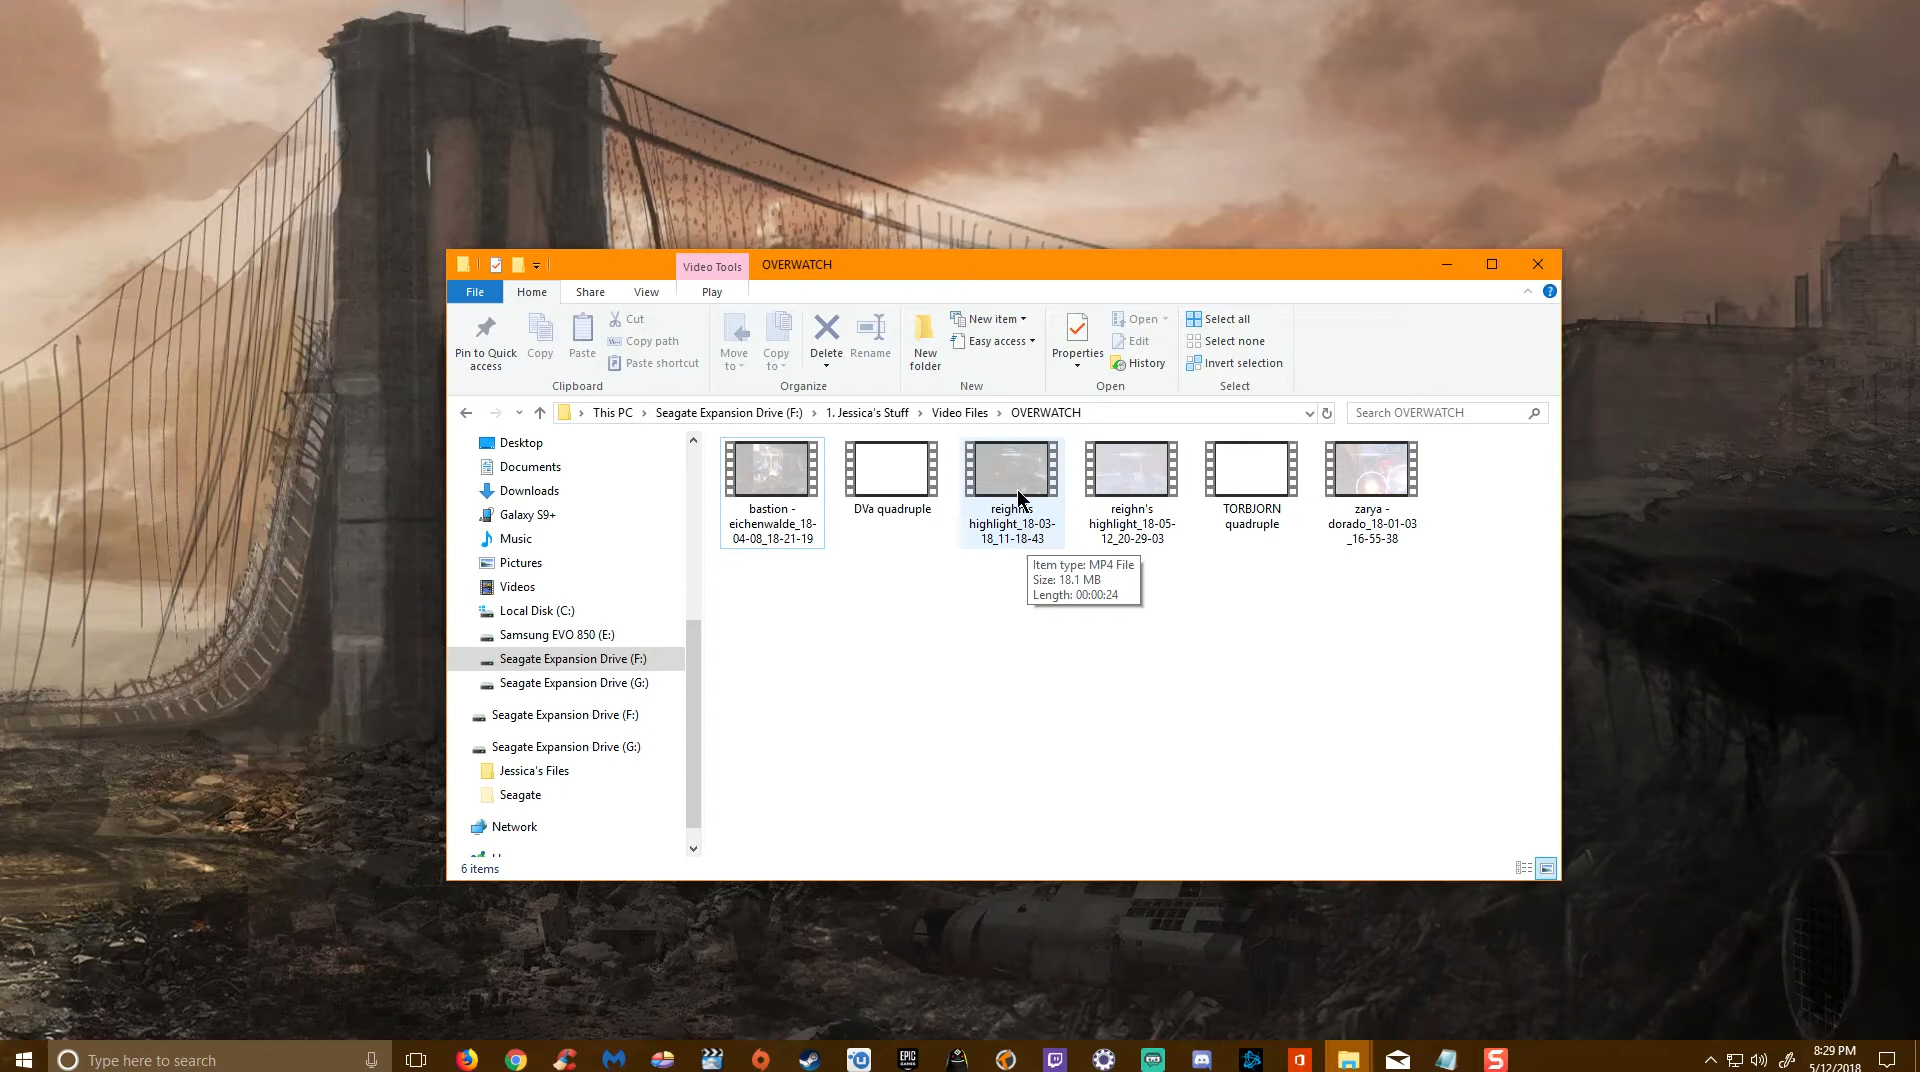 Video Tools
OVERWATCH
File
Home
Share
View
Play
Pin to Quick
access
Copy
Paste
Cut
Copy path
Paste shortcut
Clipboard
Move
to
Copy
to
Delete
Rename
Organize
New
folder
New item
Easy access
New
Properties
Open
Edit
History
Open
Select all
Select none
Invert selection
Select
This PC
Seagate Expansion Drive (F:)
1. Jessica's Stuff
Video Files
OVERWATCH
Search OVERWATCH
Desktop
Documents
Downloads
Galaxy S9+
Music
Pictures
Videos
Local Disk (C:)
Samsung EVO 850 (E:)
Seagate Expansion Drive (F:)
Seagate Expansion Drive (G:)
Seagate Expansion Drive (F:)
Seagate Expansion Drive (G:)
Jessica's Files
Seagate
Network
bastion -
eichenwalde_18-
04-08_18-21-19
DVa quadruple
reighn's
highlight_18-03-
18_11-18-43
reighn's
highlight_18-05-
12_20-29-03
TORBJORN
quadruple
zarya -
dorado_18-01-03
_16-55-38
Item type: MP4 File
Size: 18.1 MB
Length: 00:00:24
6 items
Type here to search
EPIC
8:29 PM
5/12/2018